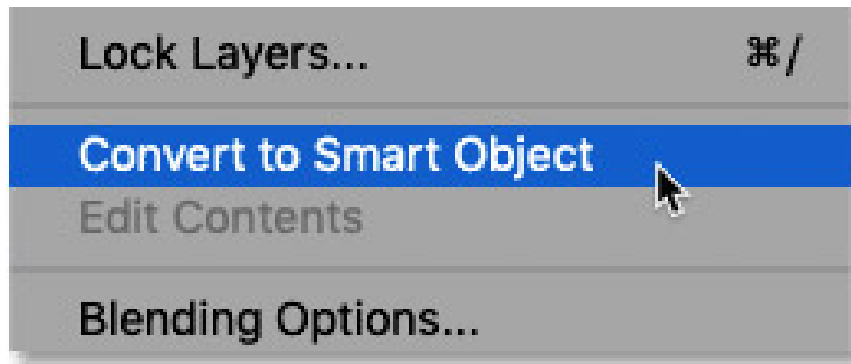 Lock Layers... ⌘/
Convert to Smart Object
Edit Contents
Blending Options...